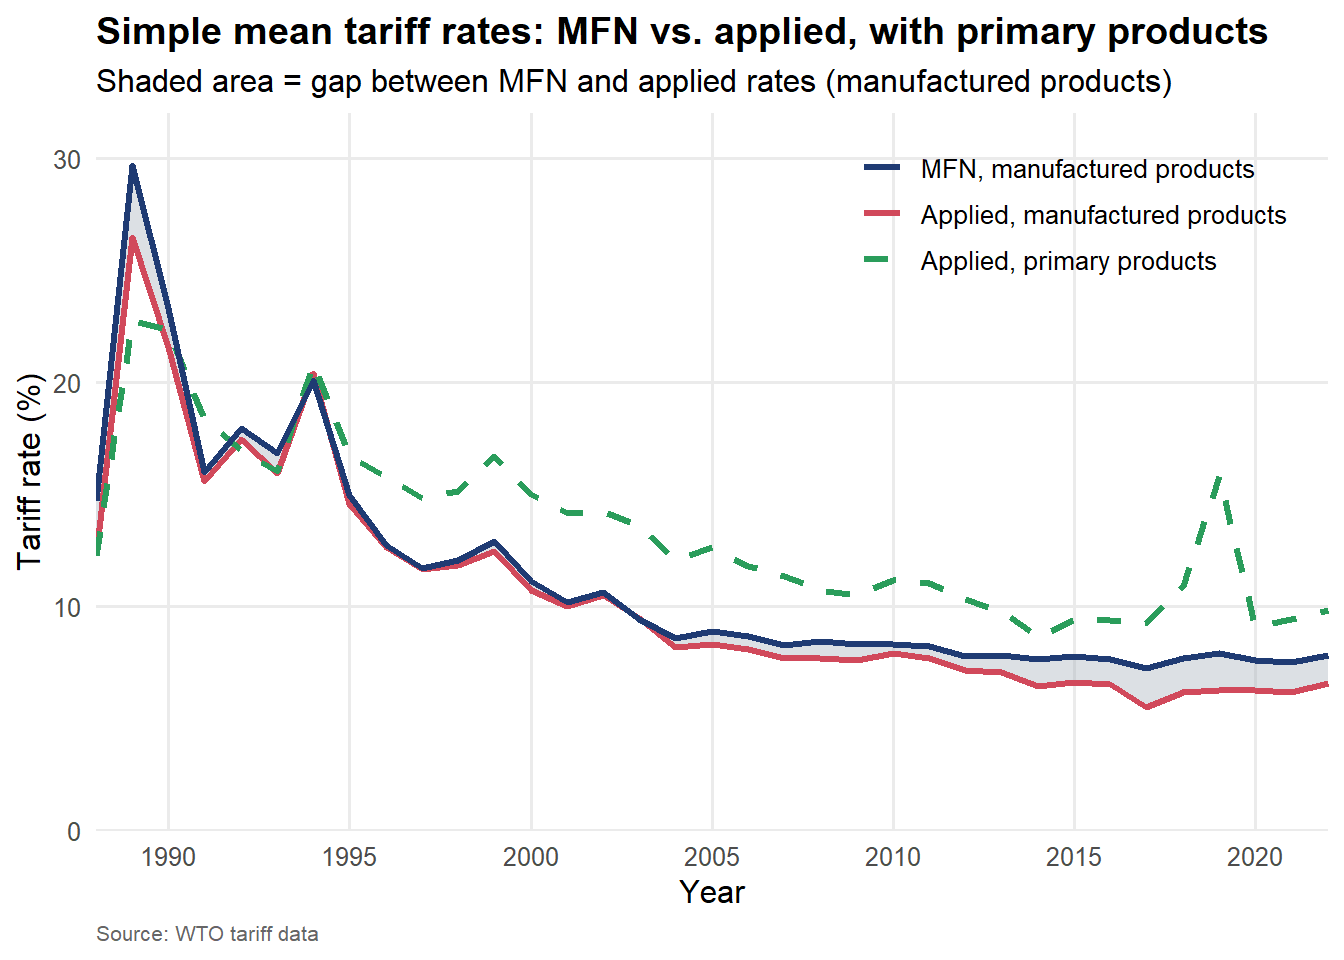 Simple mean tariff rates: MFN vs. applied, with primary products
Shaded area = gap between MFN and applied rates (manufactured products)
MFN, manufactured products
Applied, manufactured products
Applied, primary products
Tariff rate (%)
30
20
10
0
1990 1995 2000 2005 2010 2015 2020
Year
Source: WTO tariff data